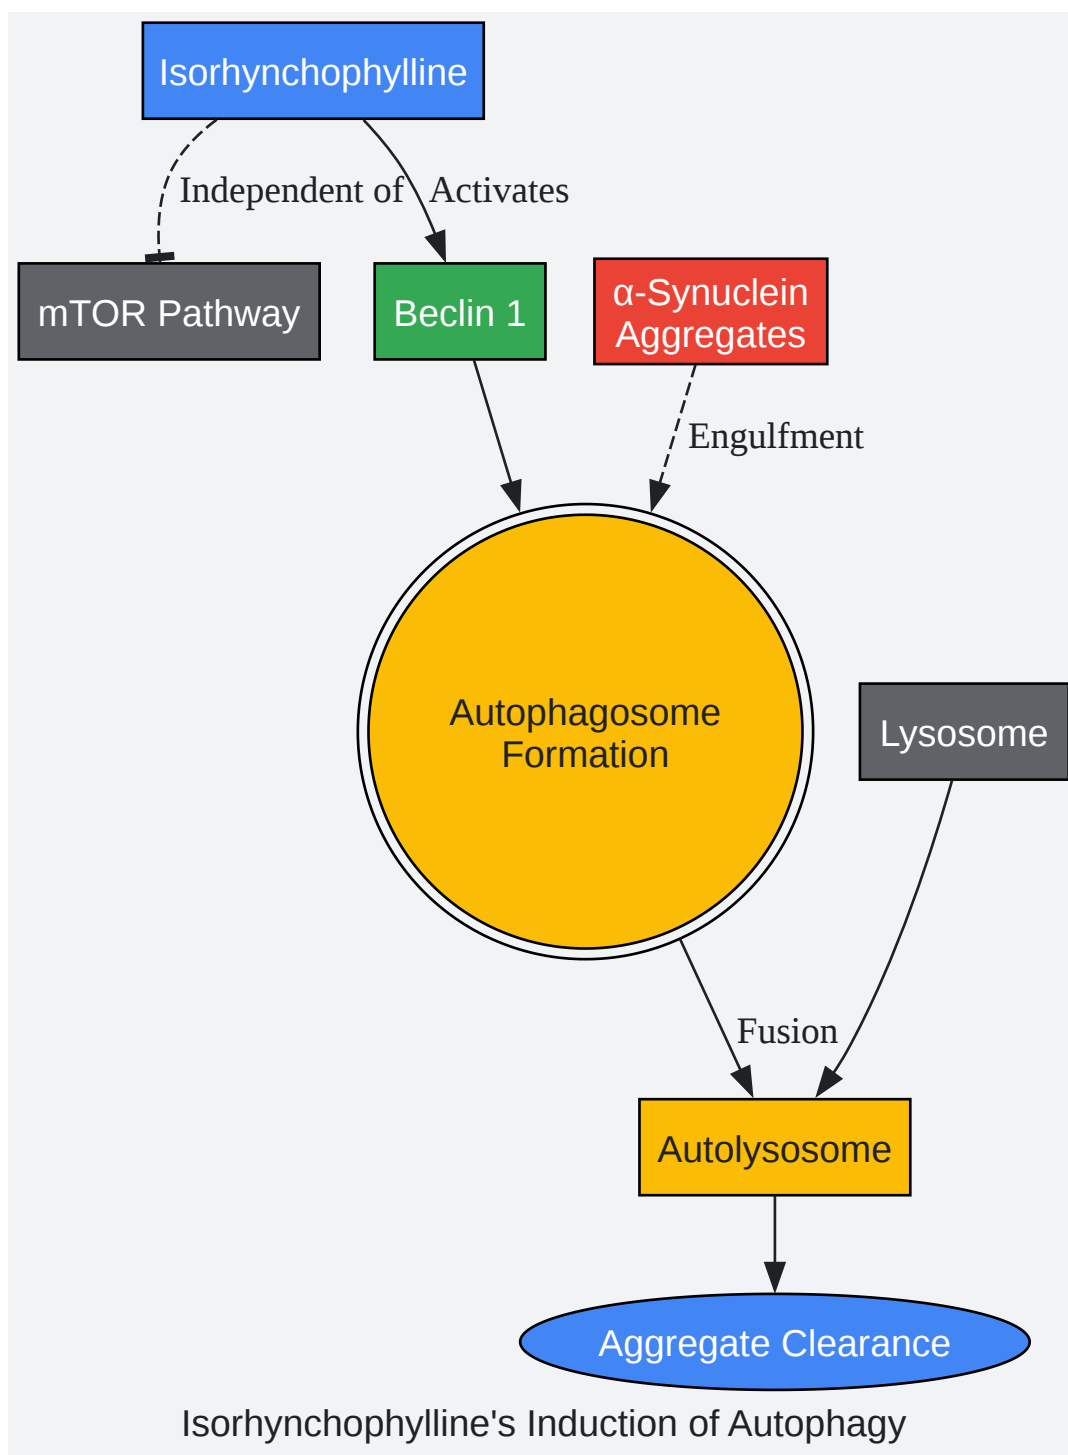 Isorhynchophylline
Independent of
Activates
mTOR Pathway
Beclin 1
α-Synuclein
Aggregates
Engulfment
Autophagosome
Formation
Lysosome
Fusion
Autolysosome
Aggregate Clearance
Isorhynchophylline's Induction of Autophagy